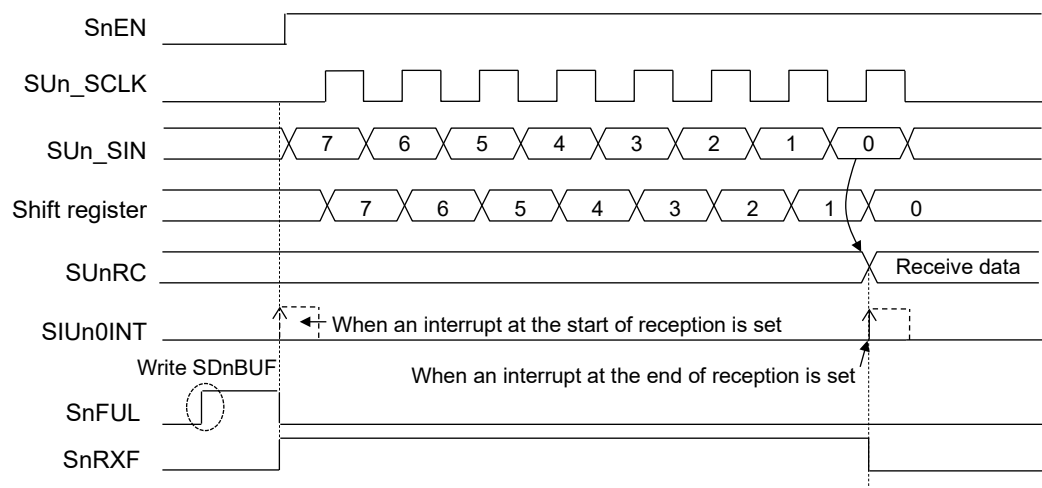 SnEN
SUn_SCLK
SUn_SIN 7 6 5 4 3 2 1 0
Shift register 7 6 5 4 3 2 1 0
SUnRC Receive data
SIUn0INT When an interrupt at the start of reception is set
Write SDnBUF
When an interrupt at the end of reception is set
SnFUL
SnRXF